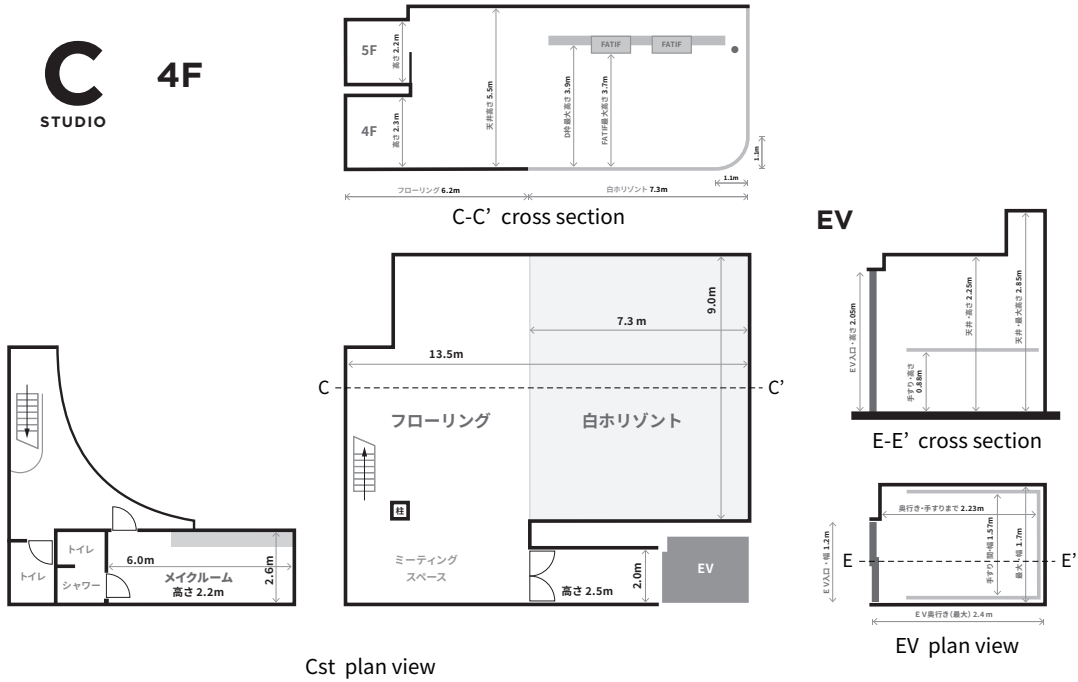 C
STUDIO
4F
5F
高さ 2.2m
4F
高さ 2.3m
天井高さ 5.5m
FATIF
FATIF
D枠最大高さ 3.9m
FATIF最大高さ 3.7m
1.1m
1.1m
フローリング 6.2m
白ホリゾント 7.3m
C-C’ cross section
EV
EV入口・高さ 2.05m
天井・高さ 2.25m
天井・最大高さ 2.85m
手すり・高さ
0.88m
E-E’ cross section
9.0m
7.3 m
13.5m
C
C’
フローリング
白ホリゾント
柱
ミーティング
スペース
高さ 2.5m
2.0m
EV
トイレ
トイレ
シャワー
6.0m
メイクルーム
高さ 2.2m
2.6m
奥行き・手すりまで 2.23m
EV入口・幅 1.2m
手すり・間・幅 1.57m
最大・幅 1.7m
E
E’
EV奥行き(最大) 2.4 m
EV plan view
Cst plan view